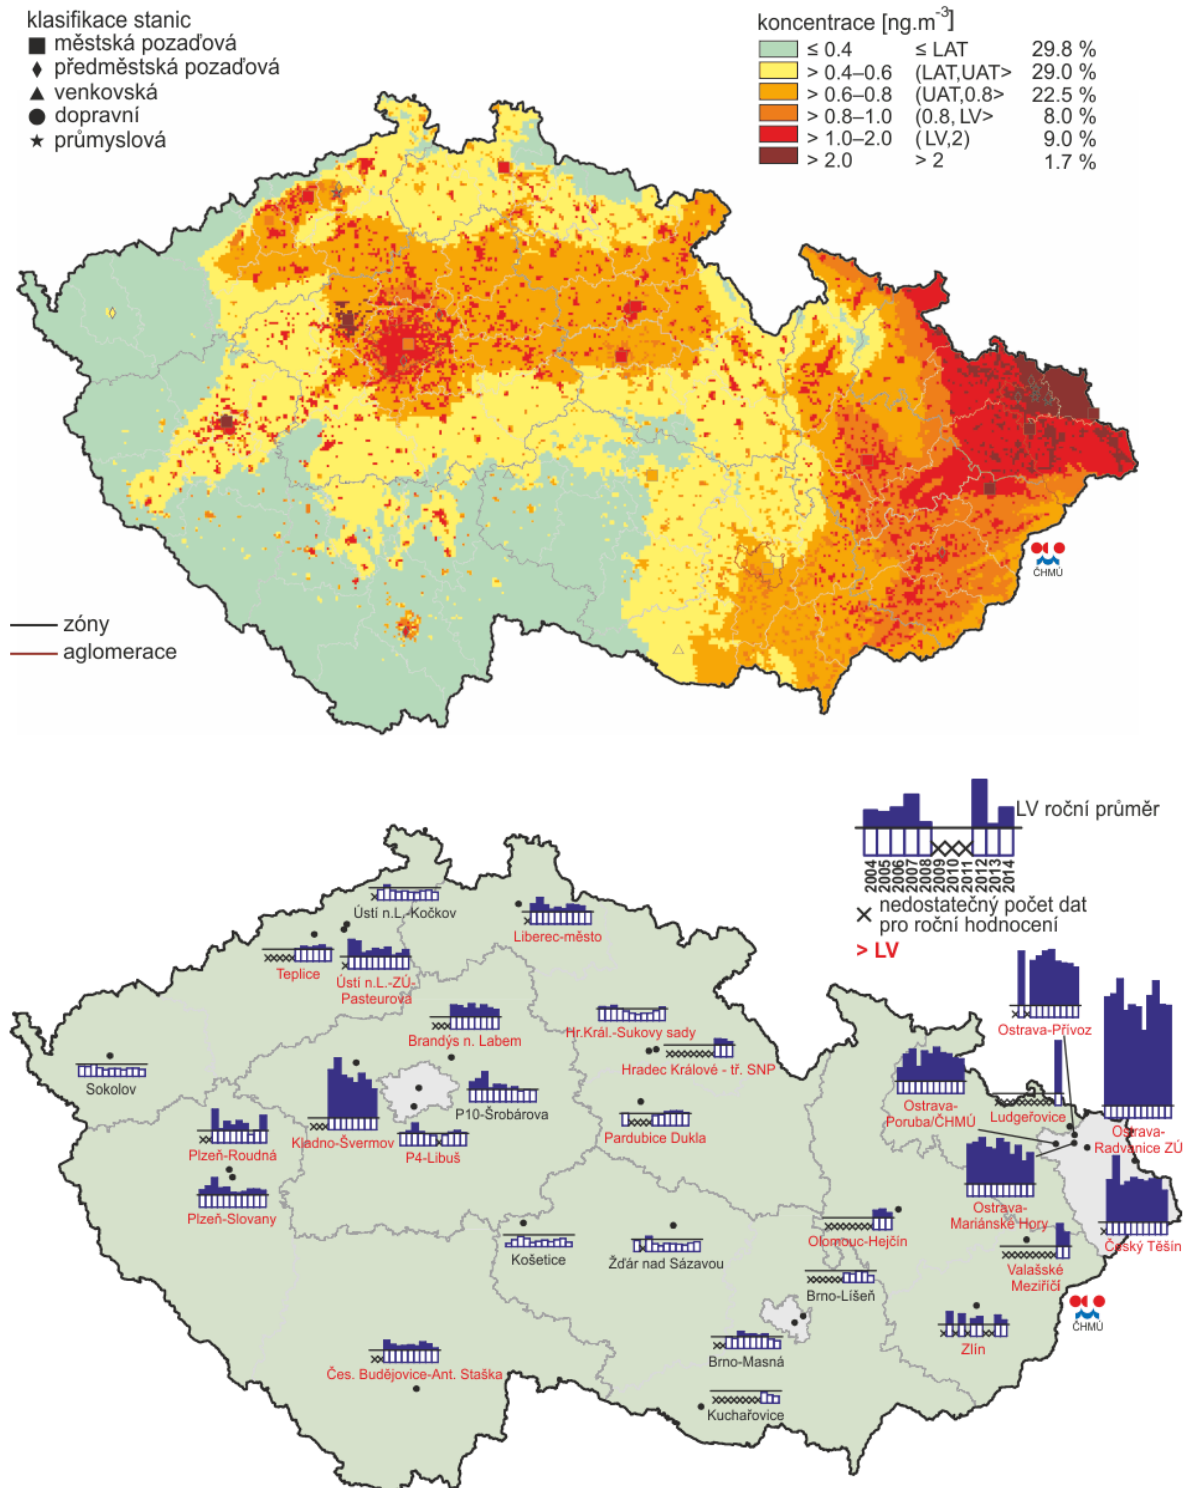 klasifikace stanic
městská pozaďová
předměstská pozaďová
venkovská
dopravní
průmyslová
koncentrace [ng.m-3]
≤ 0.4 ≤ LAT 29.8 %
> 0.4–0.6 (LAT,UAT> 29.0 %
> 0.6–0.8 (UAT,0.8> 22.5 %
> 0.8–1.0 (0.8, LV> 8.0 %
> 1.0–2.0 (LV,2) 9.0 %
> 2.0 > 2 1.7 %
ČHMÚ
zóny
aglomerace
LV roční průměr
2004 2005 2006 2007 2008 2009 2010 2011 2012 2013 2014
nedostatečný počet dat
pro roční hodnocení
> LV
Ústí n.L.-Kočkov
Liberec-město
Teplice
Ústí n.L.-ZÚ-
Pasteurova
Ostrava-Přívoz
Brandýs n. Labem
Hr.Král.-Sukovy sady
Hradec Králové - tř. SNP
Sokolov
P10-Šrobárova
Ostrava-
Poruba/ČHMÚ
Ludgeřovice
Kladno-Švermov
P4-Libuš
Pardubice Dukla
Ostrava-
Radvanice ZÚ
Plzeň-Roudná
Plzeň-Slovany
Ostrava-
Mariánské Hory
Olomouc-Hejčín
Český Těšín
Košetice
Žďár nad Sázavou
Valašské
Meziříčí
Brno-Líšeň
ČHMÚ
Zlín
Brno-Masná
Čes. Budějovice-Ant. Staška
Kuchařovice